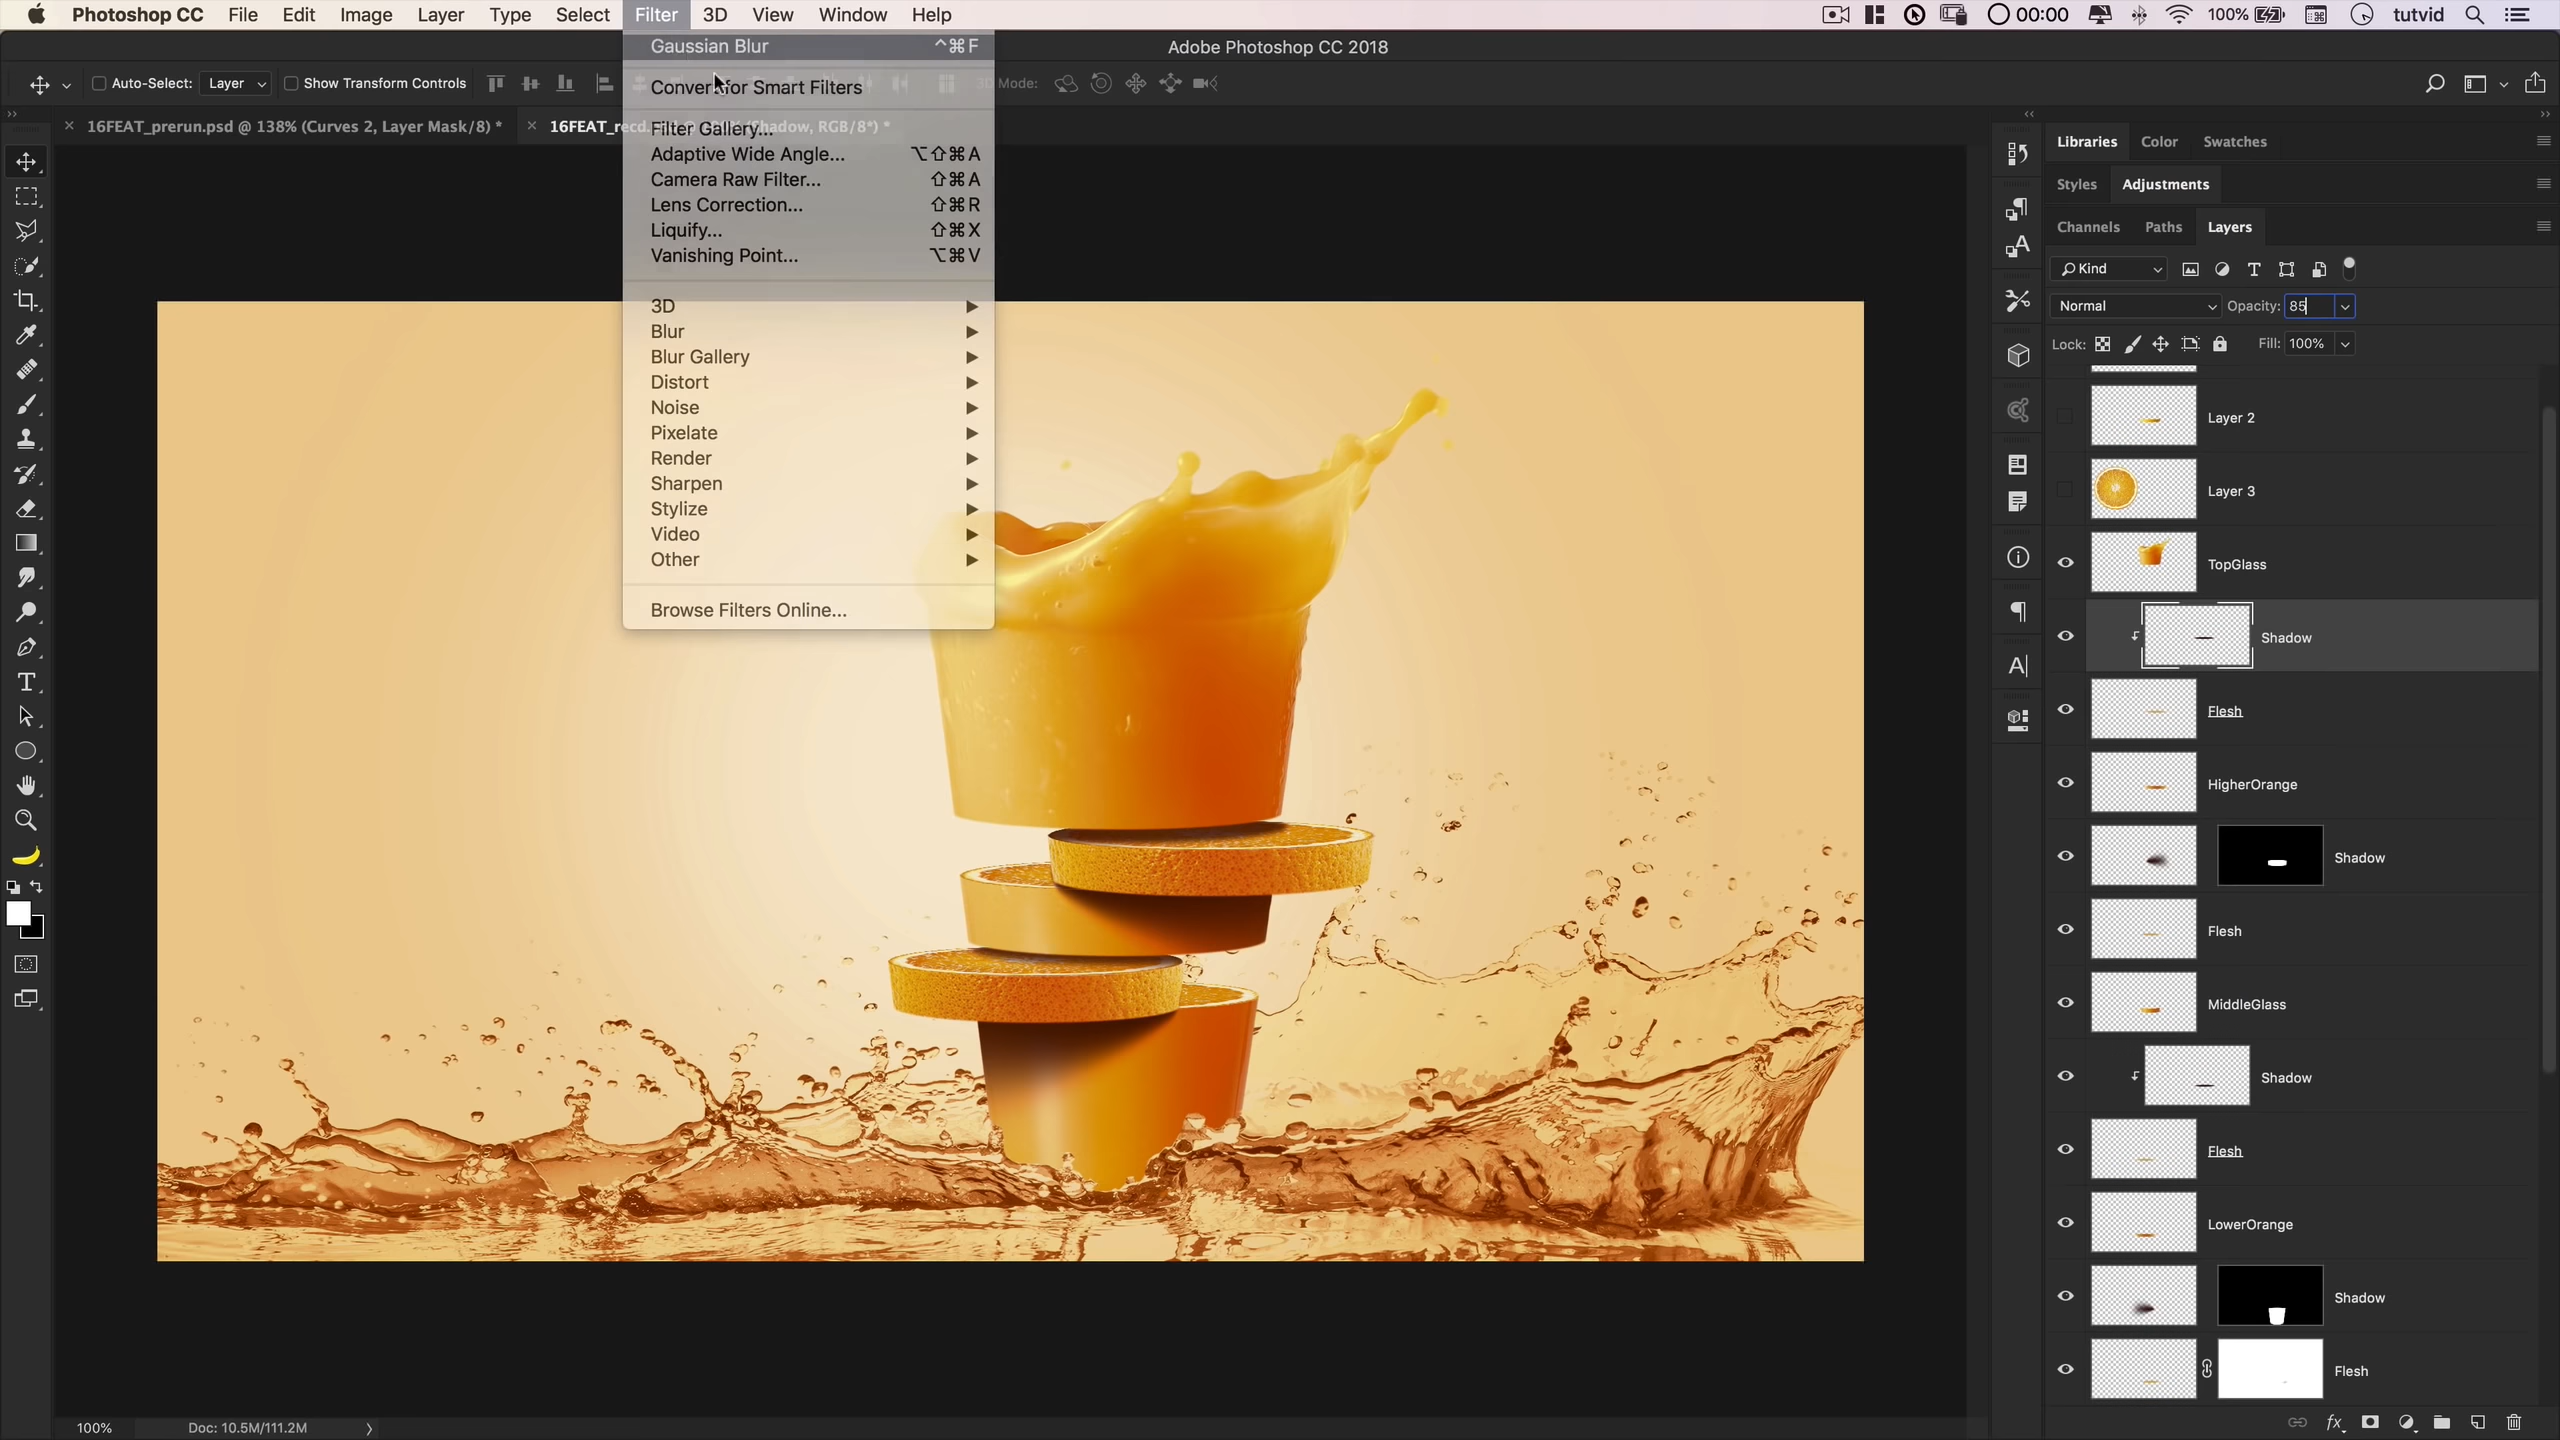 Photoshop CC File Edit Image Layer Type Select Filter 3D View Window Help 00:00 100% tutvid
Adobe Photoshop CC 2018
Auto-Select: Layer Show Transform Controls 3D Mode:
16FEAT_prerun.psd @ 138% (Curves 2, Layer Mask/8) *
(Shadow, RGB/8*) *
Gaussian Blur ^⌘F
Convert for Smart Filters
Filter Gallery...
Adaptive Wide Angle... ⌥⇧⌘A
Camera Raw Filter... ⇧⌘A
Lens Correction... ⇧⌘R
Liquify... ⇧⌘X
Vanishing Point... ⌥⌘V
3D
Blur
Blur Gallery
Distort
Noise
Pixelate
Render
Sharpen
Stylize
Video
Other
Browse Filters Online...
Libraries Color Swatches
Styles Adjustments
Channels Paths Layers
Kind
Normal Opacity: 85
Lock: Fill: 100%
Layer 2
Layer 3
TopGlass
Shadow
Flesh
HigherOrange
Shadow
Flesh
MiddleGlass
Shadow
Flesh
LowerOrange
Shadow
Flesh
100% Doc: 10.5M/111.2M